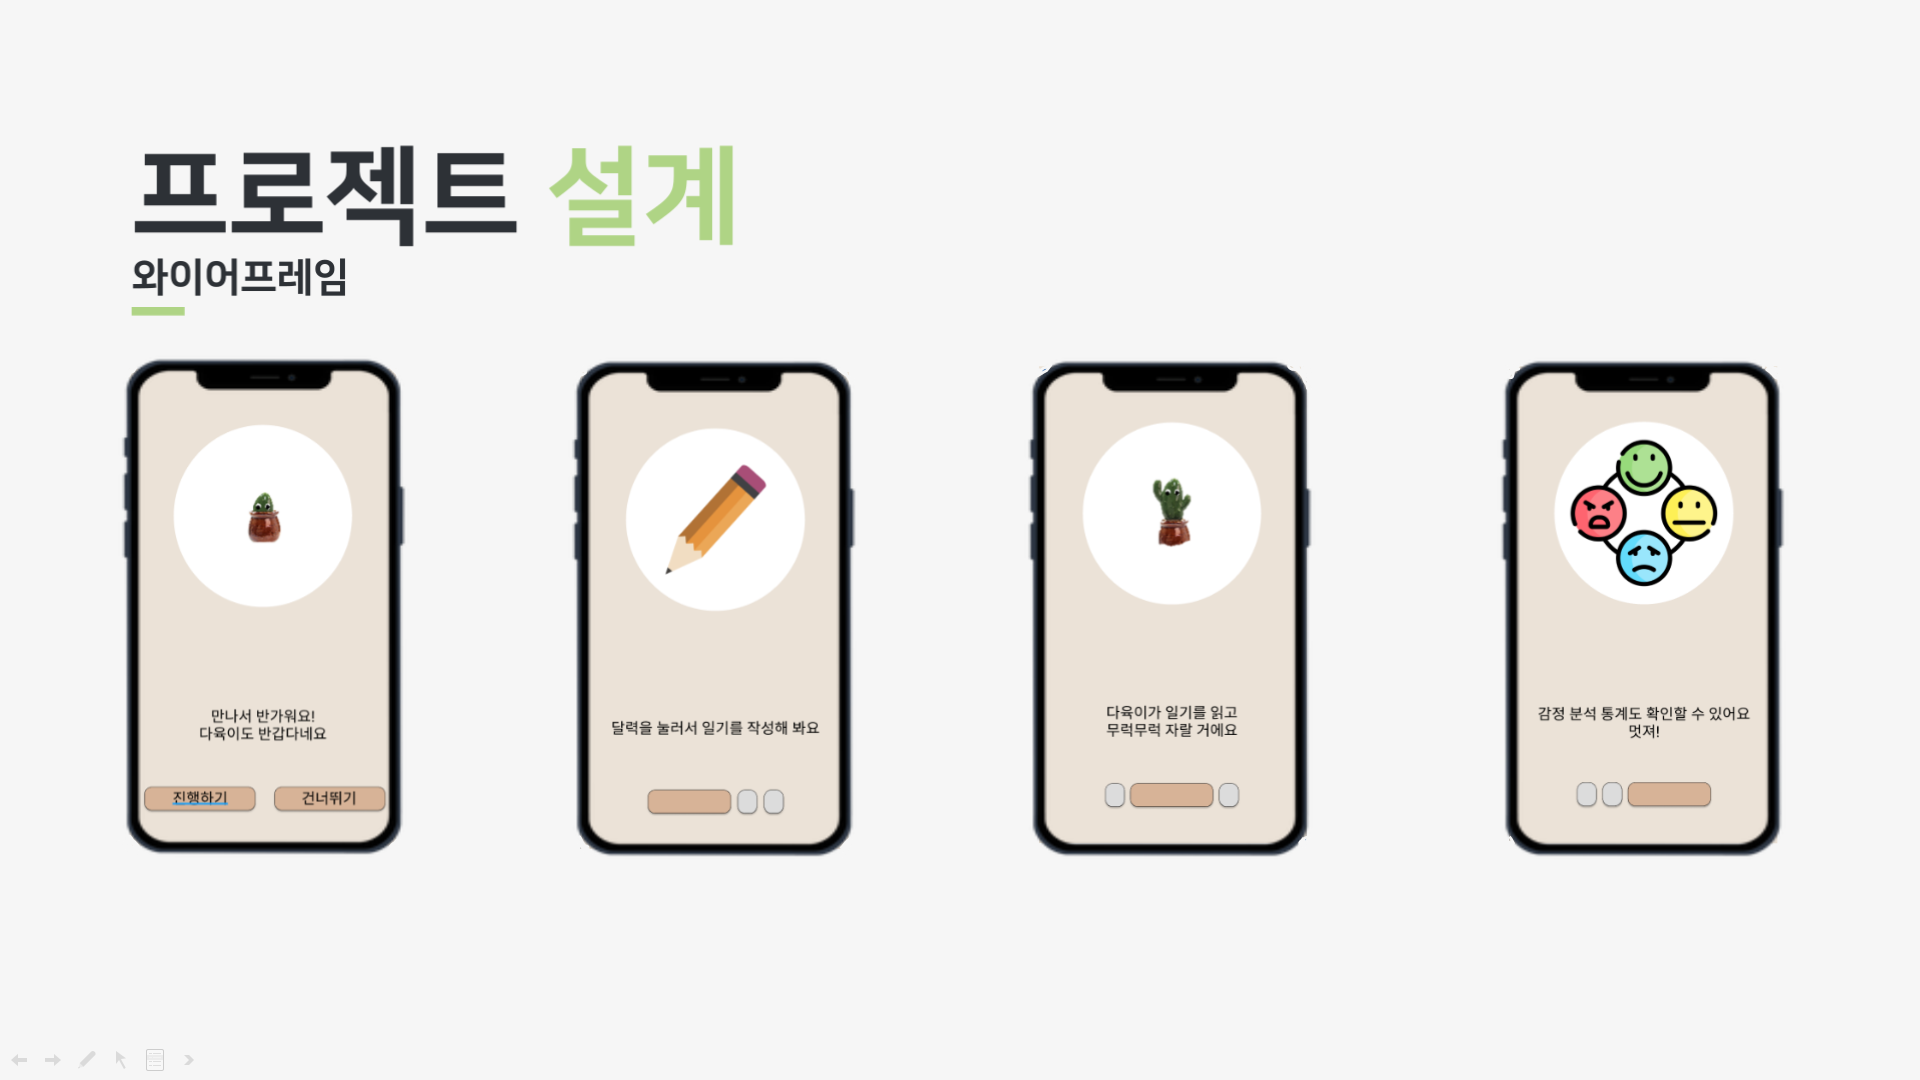 프로젝트 설계
와이어프레임
만나서 반가워요!
다육이도 반갑다네요
진행하기
건너뛰기
달력을 눌러서 일기를 작성해 봐요
다육이가 일기를 읽고
무럭무럭 자랄 거에요
감정 분석 통계도 확인할 수 있어요
멋져!